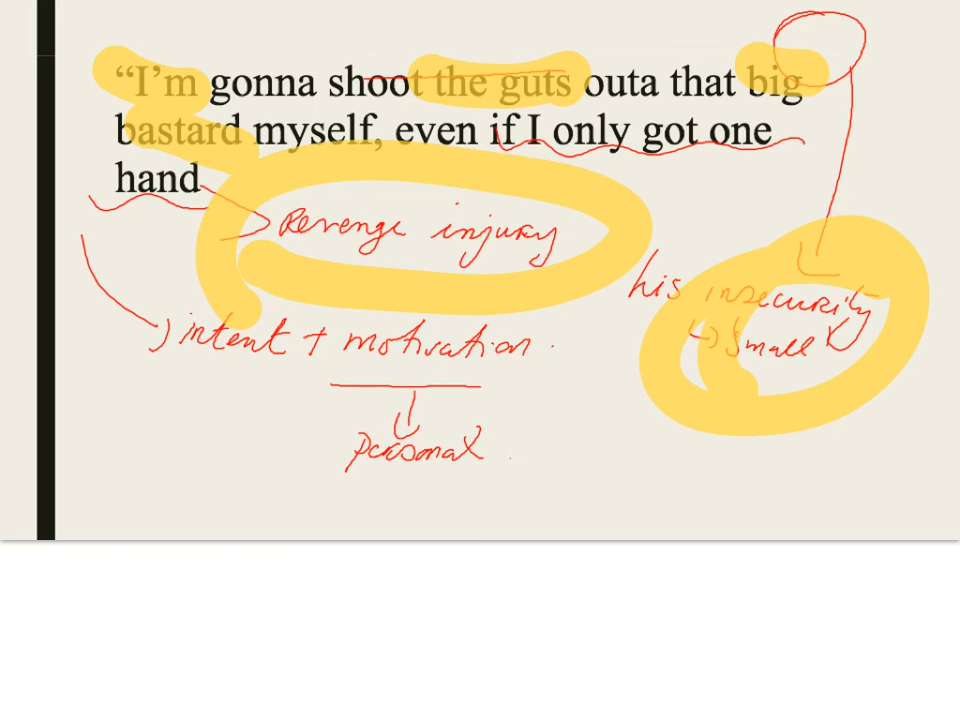 “I’m gonna shoot the guts outa that big
bastard myself, even if I only got one
hand
Revenge injury
his insecurity
↳ small
intent + motivation.
personal